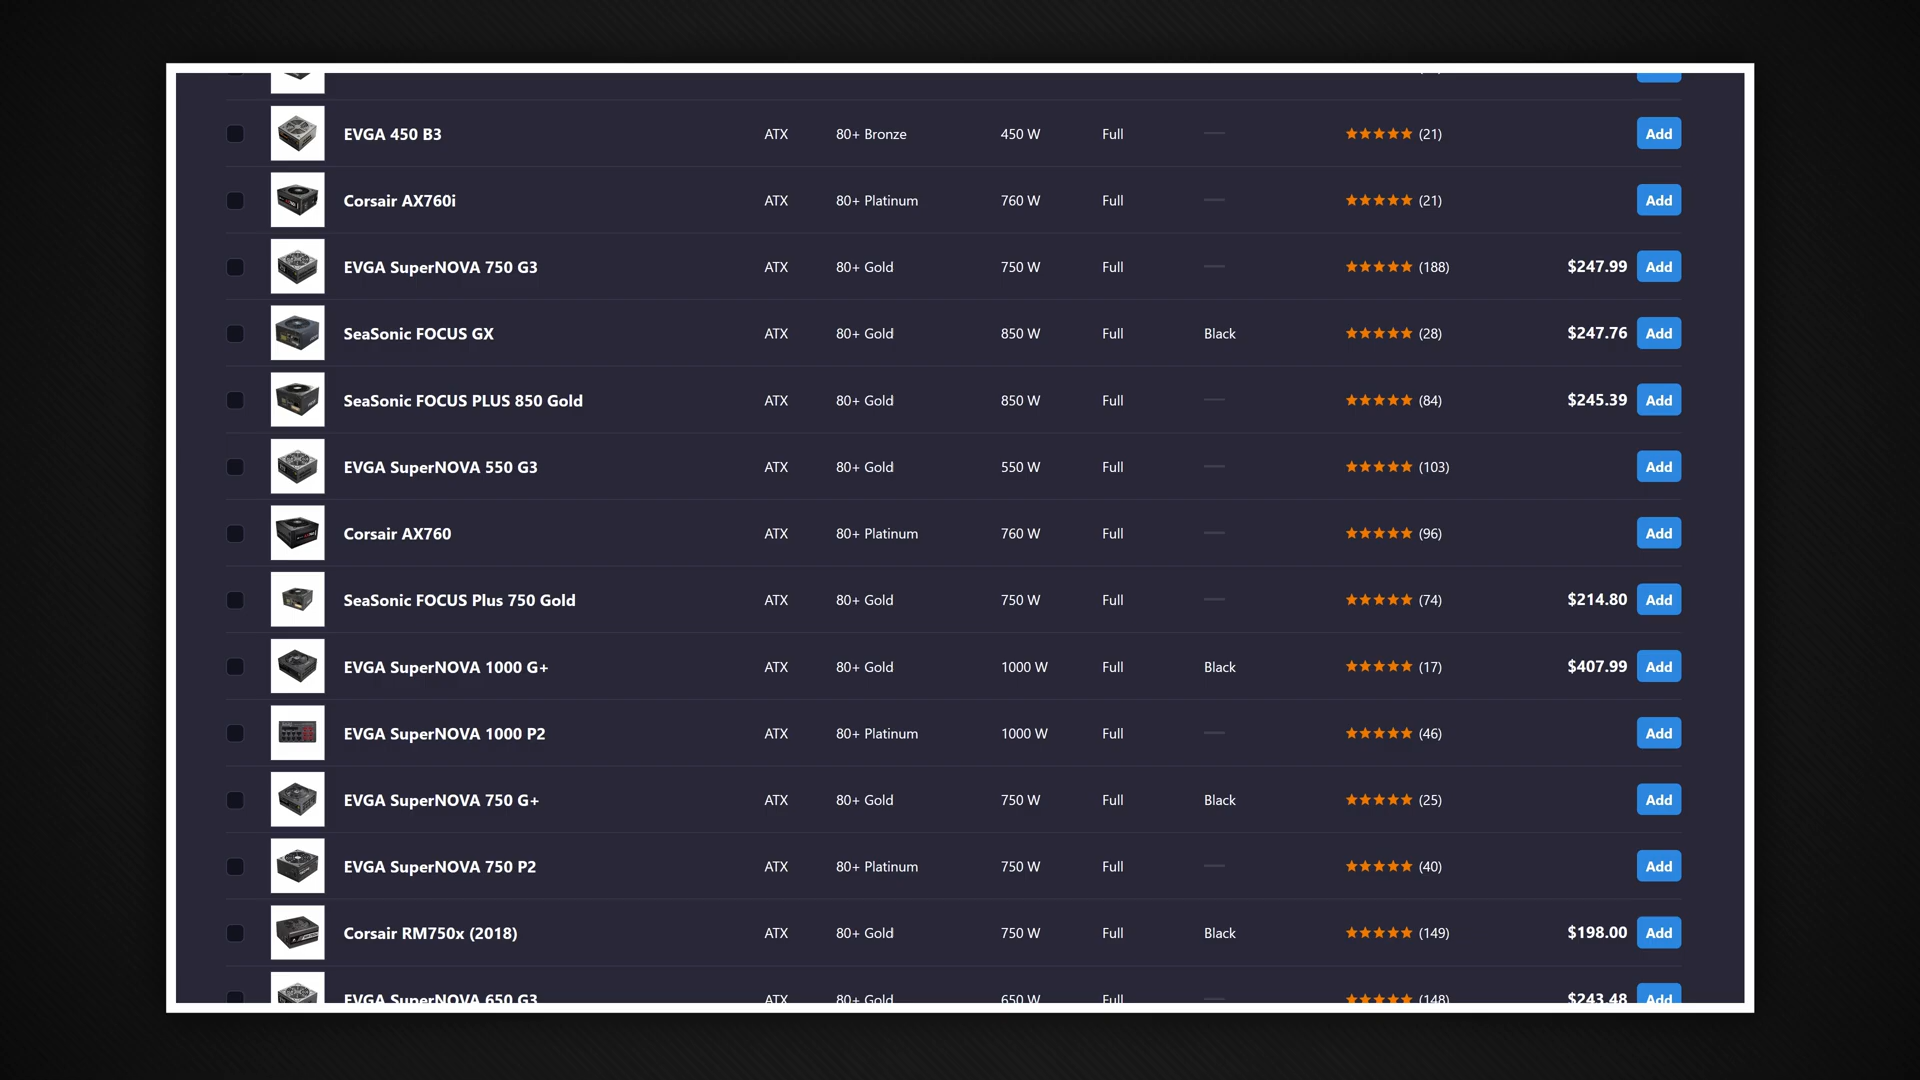 EVGA 450 B3 ATX 80+ Bronze 450 W Full — (21) Add
Corsair AX760i ATX 80+ Platinum 760 W Full — (21) Add
EVGA SuperNOVA 750 G3 ATX 80+ Gold 750 W Full — (188) $247.99 Add
SeaSonic FOCUS GX ATX 80+ Gold 850 W Full Black (28) $247.76 Add
SeaSonic FOCUS PLUS 850 Gold ATX 80+ Gold 850 W Full — (84) $245.39 Add
EVGA SuperNOVA 550 G3 ATX 80+ Gold 550 W Full — (103) Add
Corsair AX760 ATX 80+ Platinum 760 W Full — (96) Add
SeaSonic FOCUS Plus 750 Gold ATX 80+ Gold 750 W Full — (74) $214.80 Add
EVGA SuperNOVA 1000 G+ ATX 80+ Gold 1000 W Full Black (17) $407.99 Add
EVGA SuperNOVA 1000 P2 ATX 80+ Platinum 1000 W Full — (46) Add
EVGA SuperNOVA 750 G+ ATX 80+ Gold 750 W Full Black (25) Add
EVGA SuperNOVA 750 P2 ATX 80+ Platinum 750 W Full — (40) Add
Corsair RM750x (2018) ATX 80+ Gold 750 W Full Black (149) $198.00 Add
EVGA SuperNOVA 650 G3 ATX 80+ Gold 650 W Full — (148) $243.48 Add